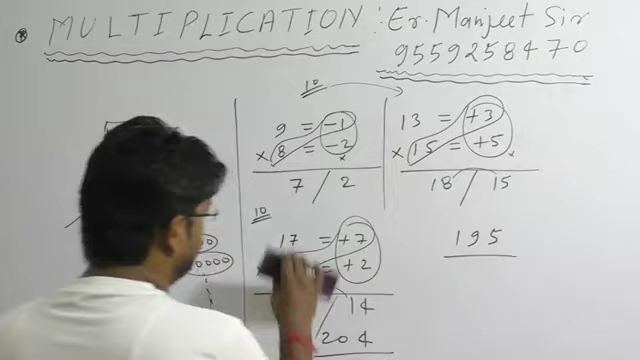 MULTIPLICATION : Er. Manjeet Sir
9559258470
10
9 = -1
× 8 = -2
7 / 2
13 = +3
× 15 = +5
18 / 15
195
10
17 = +7
= +2
/ 14
204